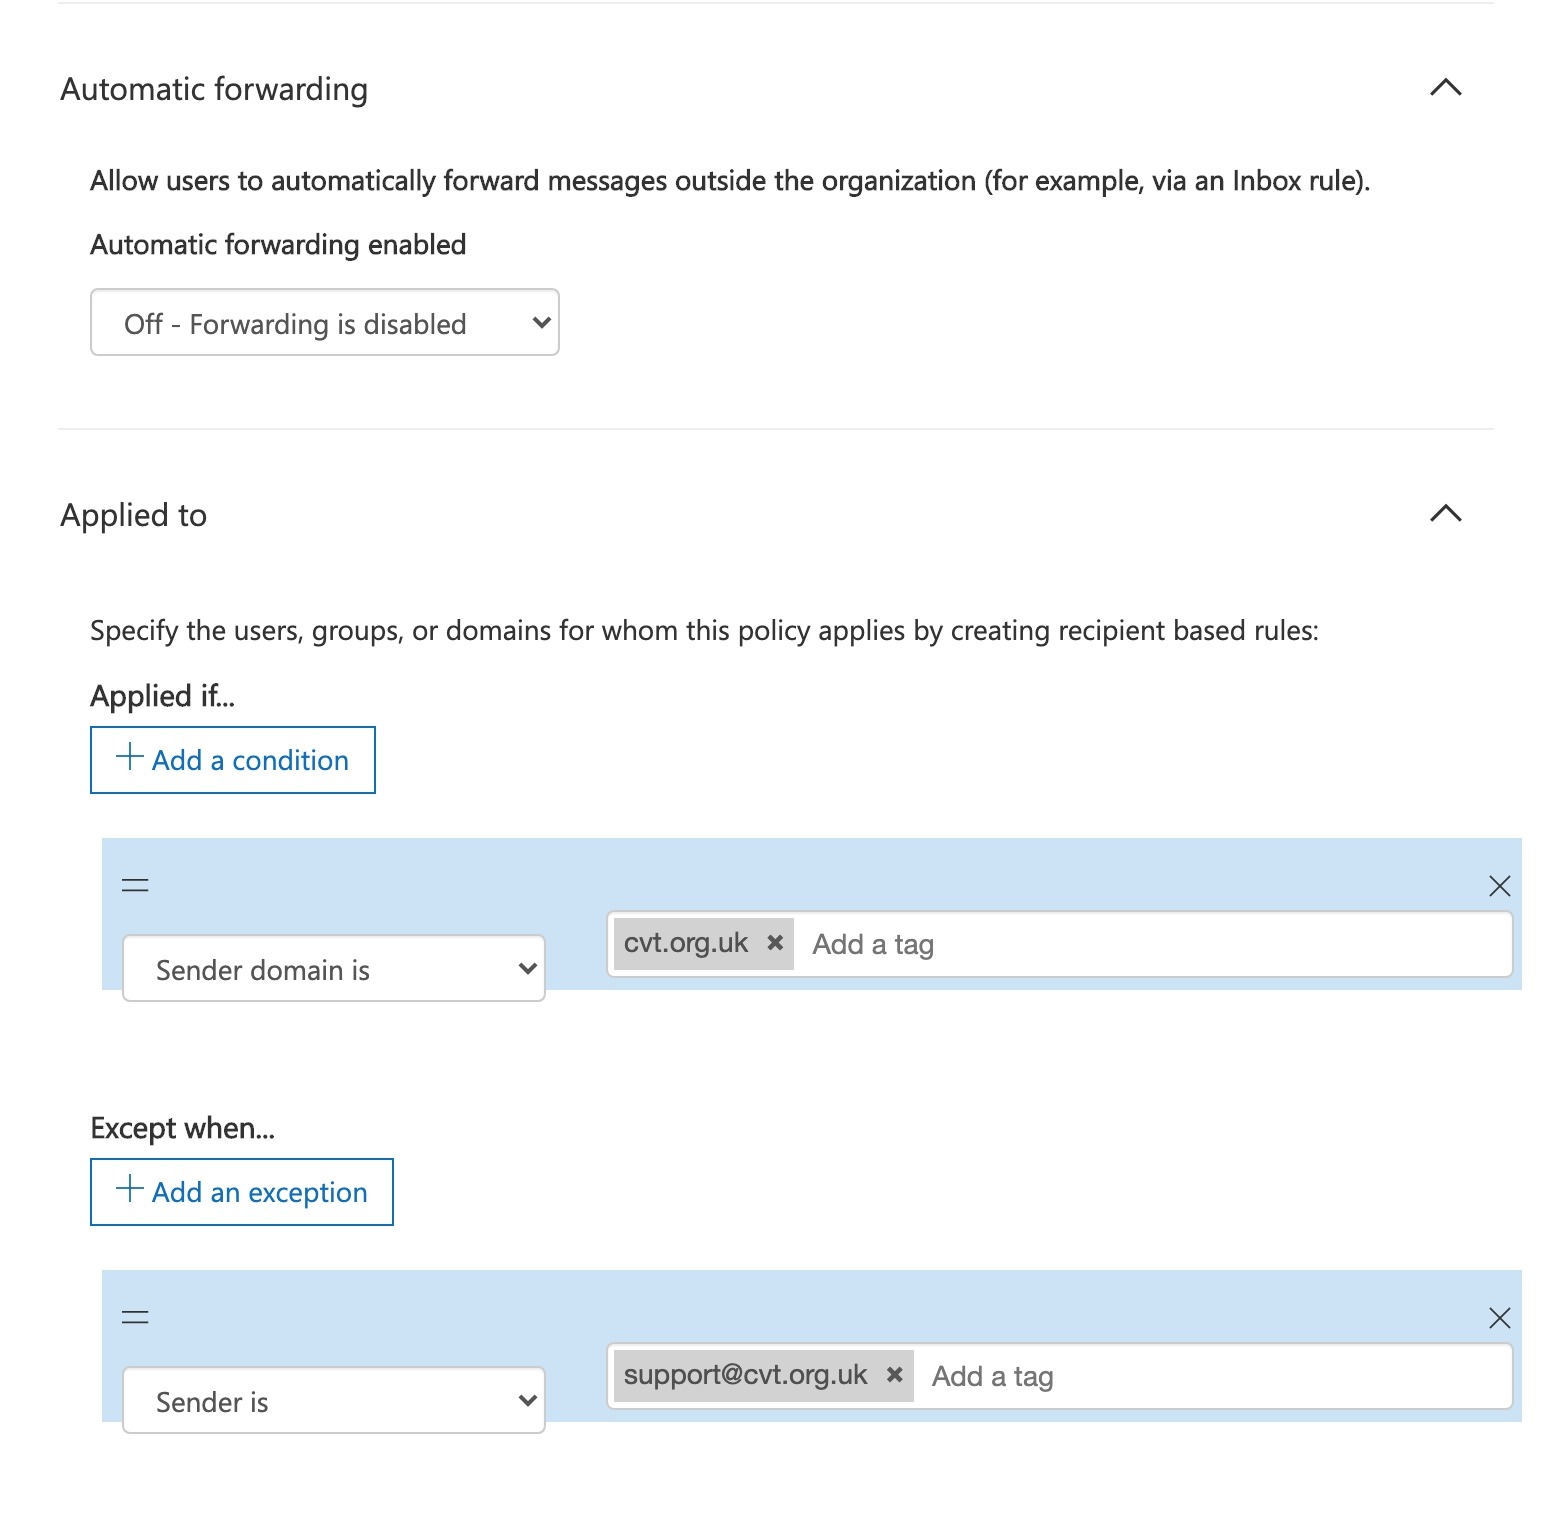 Automatic forwarding
Allow users to automatically forward messages outside the organization (for example, via an Inbox rule).
Automatic forwarding enabled
Off - Forwarding is disabled
Applied to
Specify the users, groups, or domains for whom this policy applies by creating recipient based rules:
Applied if...
Add a condition
Sender domain is
cvt.org.uk Add a tag
Except when...
Add an exception
Sender is
support@cvt.org.uk Add a tag